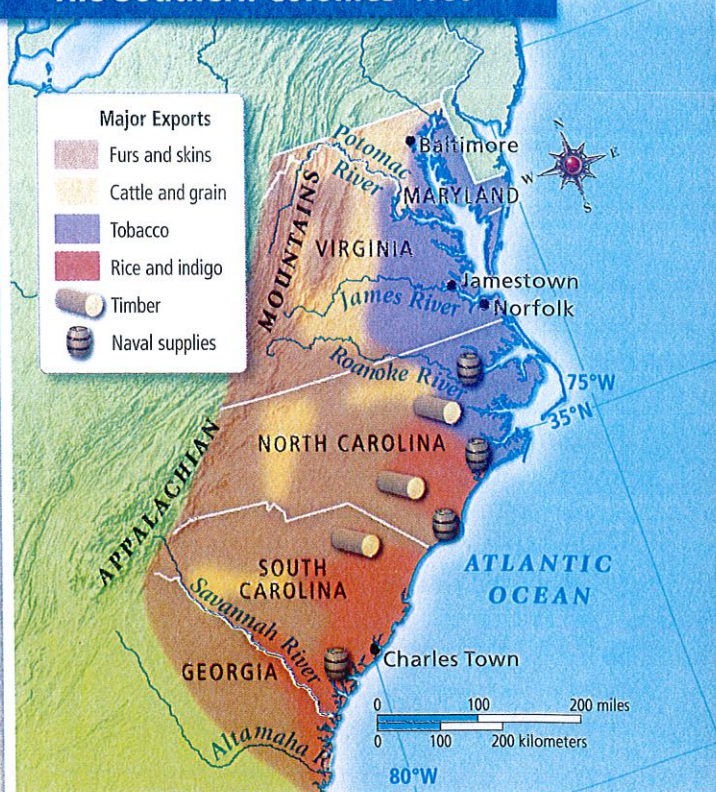 Major Exports
Furs and skins
Cattle and grain
Tobacco
Rice and indigo
Timber
Naval supplies
N
E
W
S
Potomac
River
Baltimore
MARYLAND
VIRGINIA
MOUNTAINS
Jamestown
James River
Norfolk
Roanoke River
75°W
35°N
NORTH CAROLINA
APPALACHIAN
ATLANTIC
OCEAN
SOUTH
CAROLINA
Savannah River
Charles Town
GEORGIA
Altamaha R
0 100 200 miles
0 100 200 kilometers
80°W